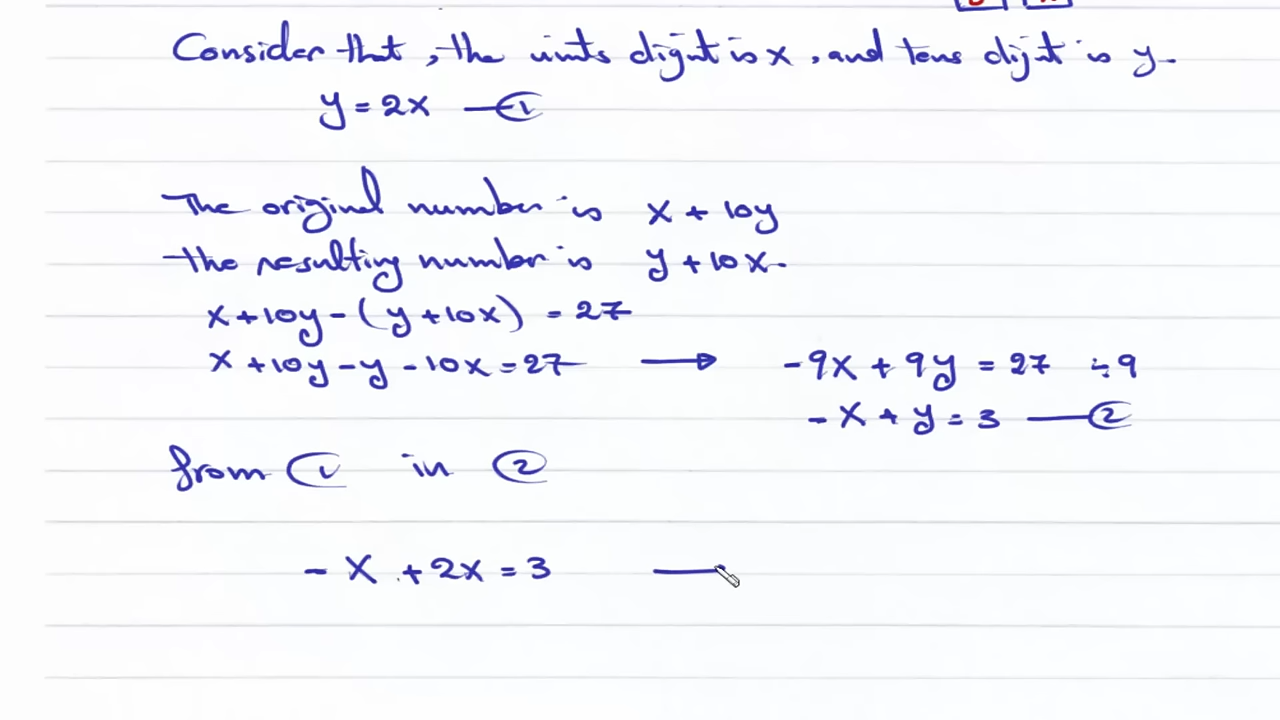 Consider that, the units digit is x, and tens digit is y.
y = 2x —①
The original number is x + 10y
The resulting number is y + 10x.
x + 10y - (y + 10x) = 27
x + 10y - y - 10x = 27 → -9x + 9y = 27 ÷9
-x + y = 3 —②
from ① in ②
-x + 2x = 3 —